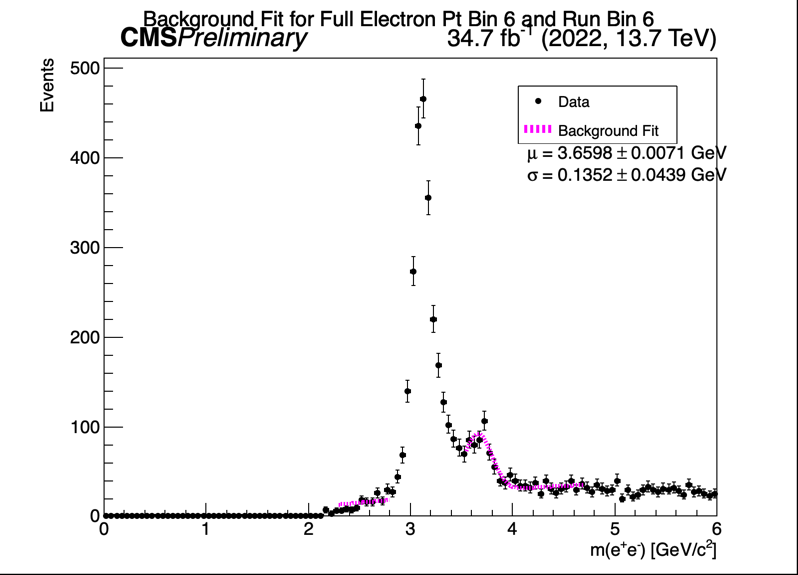 Background Fit for Full Electron Pt Bin 6 and Run Bin 6
CMSPreliminary 34.7 fb⁻¹ (2022, 13.7 TeV)
Events
500
400
300
200
100
0
Data
Background Fit
μ = 3.6598 ± 0.0071 GeV
σ = 0.1352 ± 0.0439 GeV
0 1 2 3 4 5 6
m(e⁺e⁻) [GeV/c²]